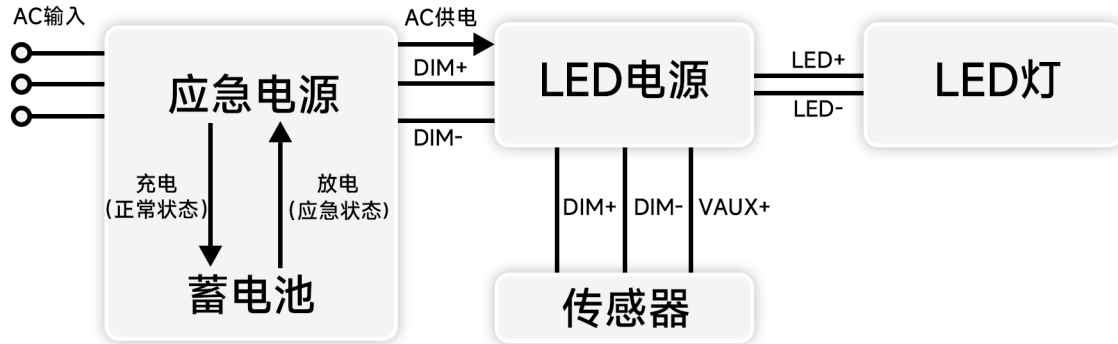 AC输入
应急电源
充电
(正常状态)
放电
(应急状态)
蓄电池
AC供电
DIM+
DIM-
LED电源
LED+
LED-
LED灯
DIM+
DIM-
VAUX+
传感器